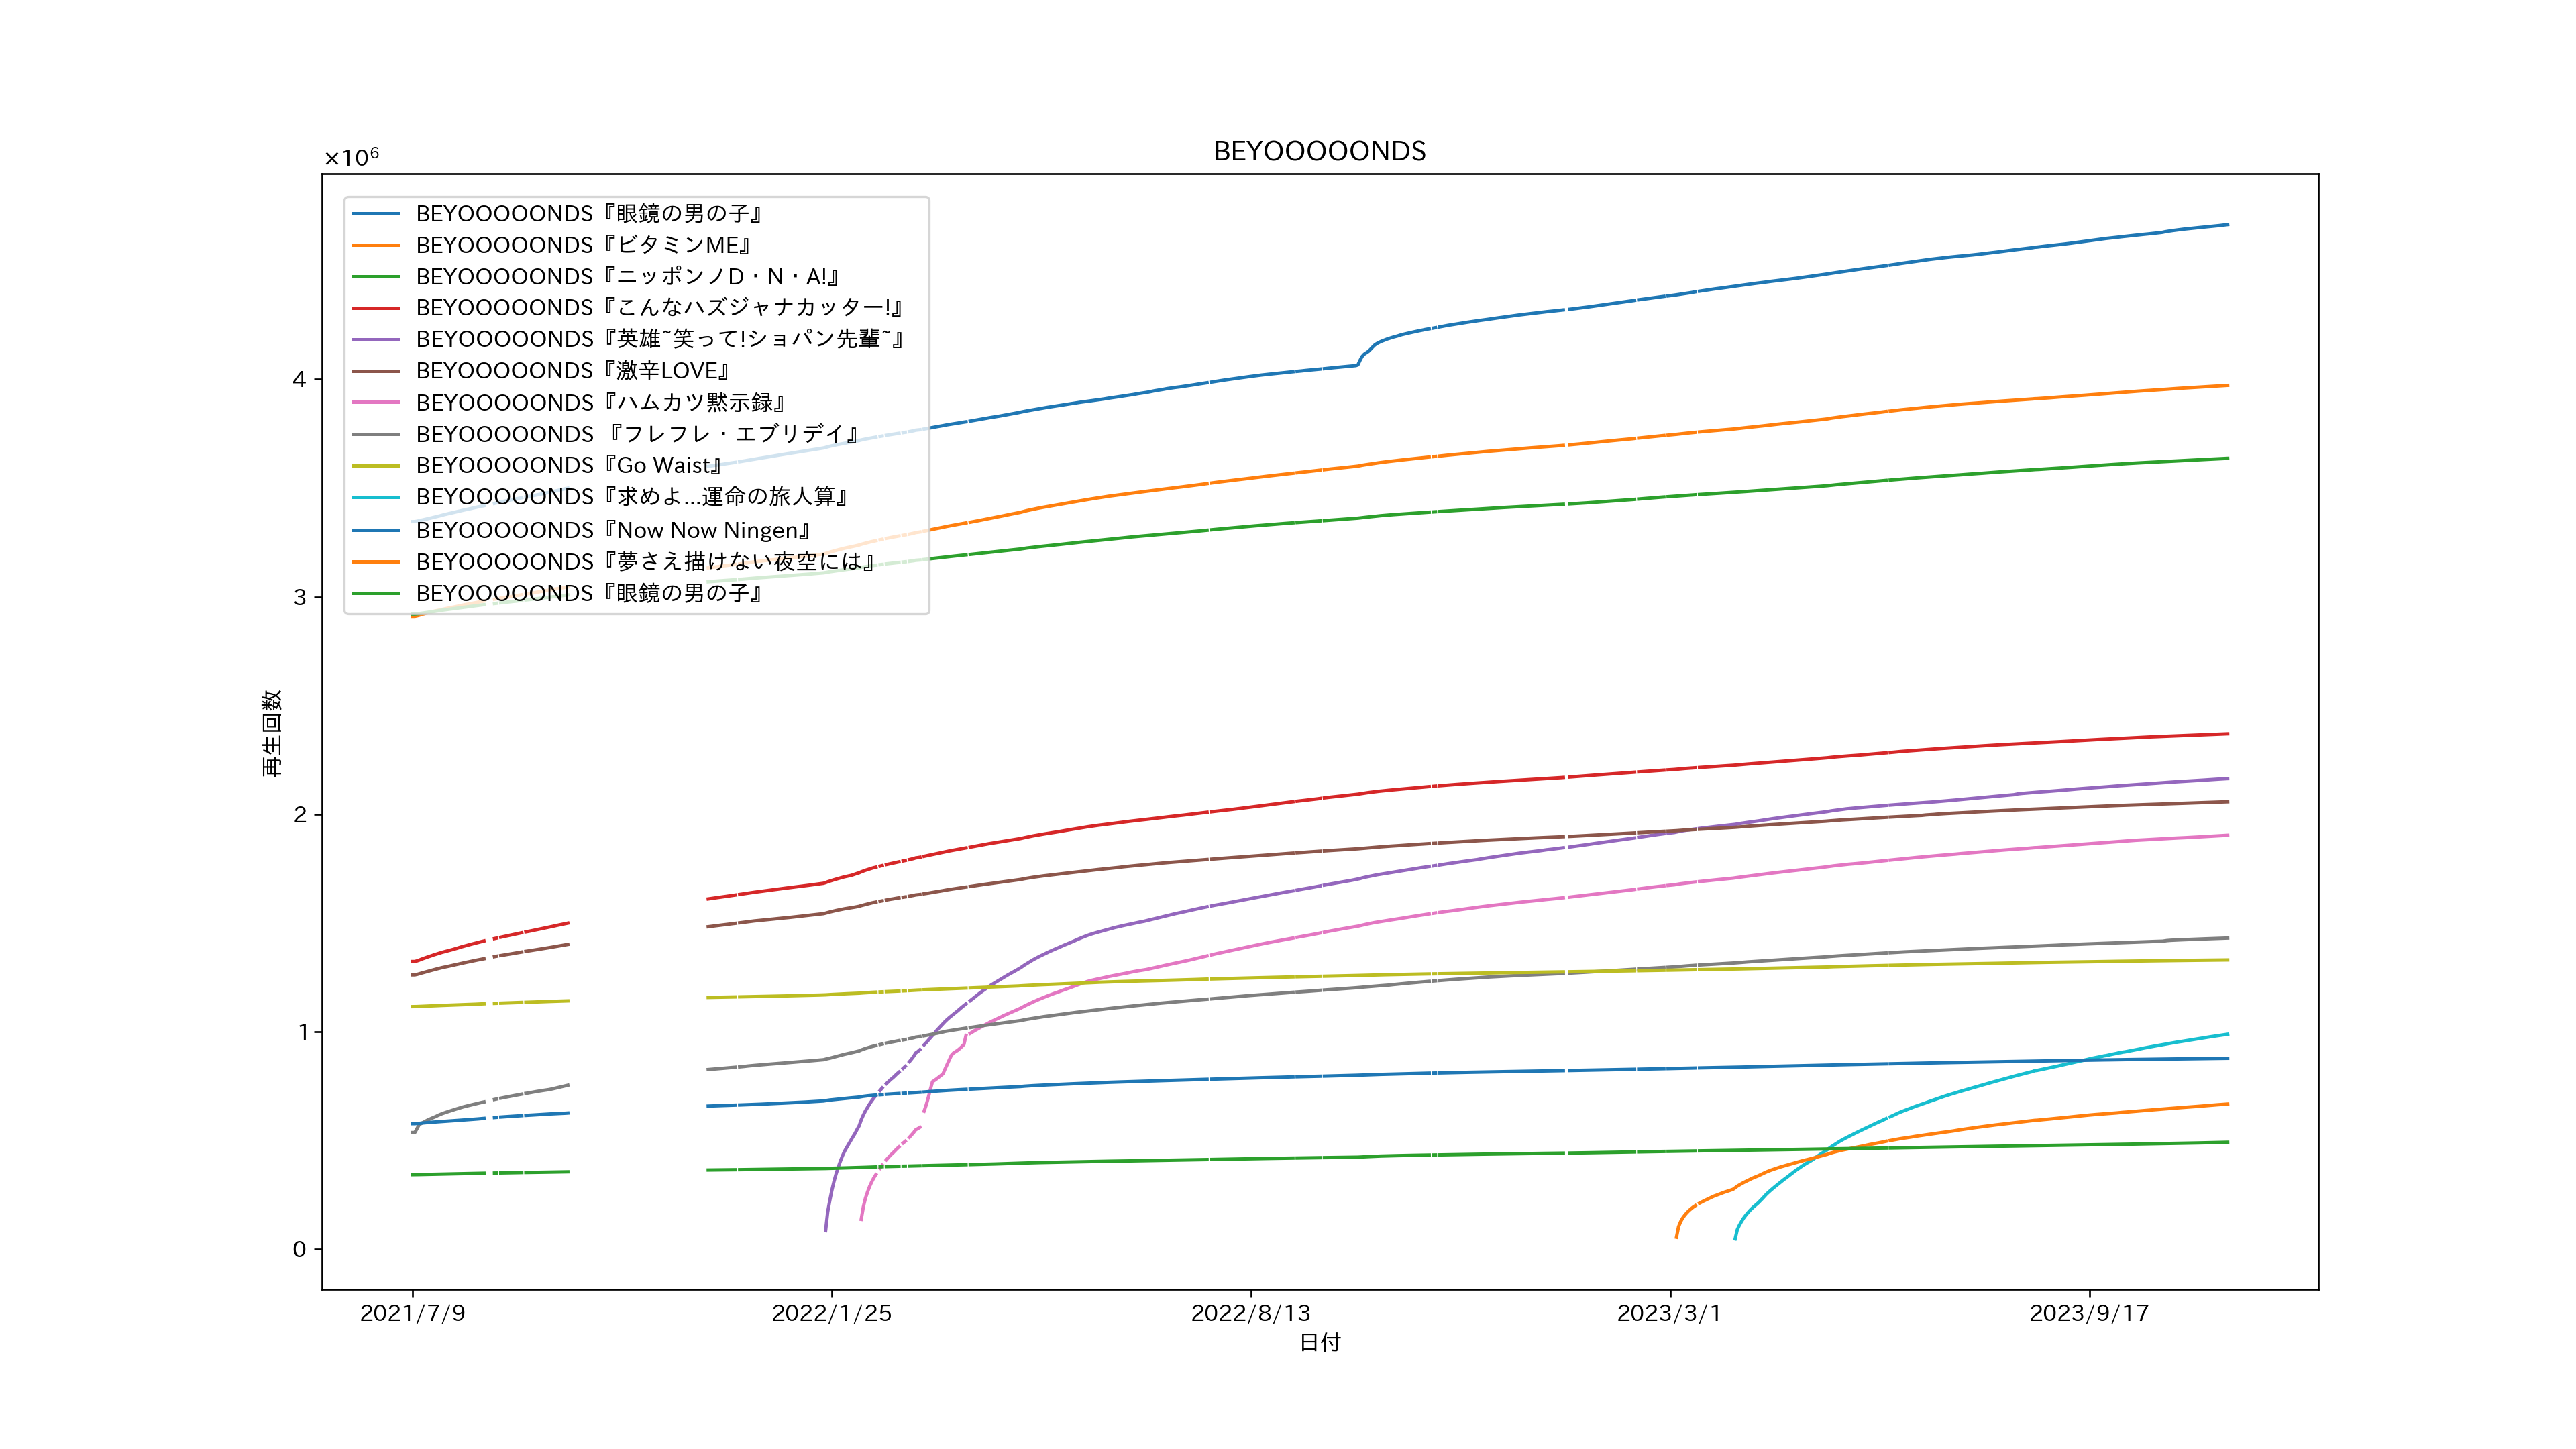 BEYOOOOONDS
×10⁶
BEYOOOOONDS『眼鏡の男の子』
BEYOOOOONDS『ビタミンME』
BEYOOOOONDS『ニッポンノD・N・A!』
BEYOOOOONDS『こんなハズジャナカッター!』
BEYOOOOONDS『英雄~笑って!ショパン先輩~』
BEYOOOOONDS『激辛LOVE』
BEYOOOOONDS『ハムカツ黙示録』
BEYOOOOONDS 『フレフレ・エブリデイ』
BEYOOOOONDS『Go Waist』
BEYOOOOONDS『求めよ...運命の旅人算』
BEYOOOOONDS『Now Now Ningen』
BEYOOOOONDS『夢さえ描けない夜空には』
BEYOOOOONDS『眼鏡の男の子』
4
3
2
1
0
再生回数
2021/7/9
2022/1/25
2022/8/13
2023/3/1
2023/9/17
日付